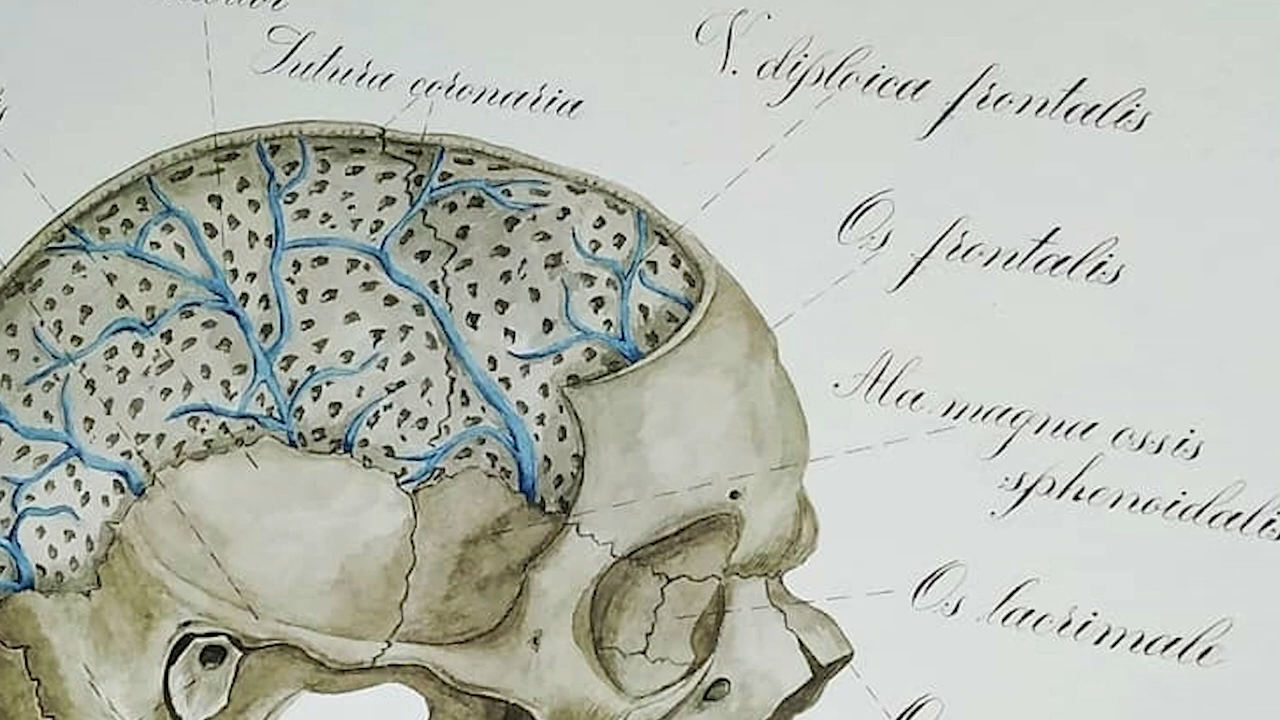 Sutura coronaria
V. diploica frontalis
Os frontalis
Ala magna ossis
sphenoidalis
Os lacrimale